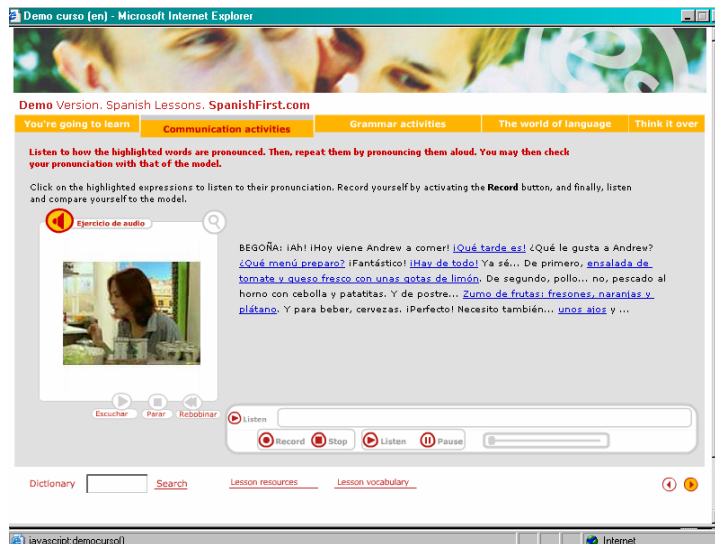 Demo curso (en) - Microsoft Internet Explorer
Demo Version. Spanish Lessons. SpanishFirst.com
You're going to learn Communication activities Grammar activities The world of language Think it over
Listen to how the highlighted words are pronounced. Then, repeat them by pronouncing them aloud. You may then check
your pronunciation with that of the model.
Click on the highlighted expressions to listen to their pronunciation. Record yourself by activating the Record button, and finally, listen
and compare yourself to the model.
Ejercicio de audio
BEGOÑA: ¡Ah! ¡Hoy viene Andrew a comer! ¡Qué tarde es! ¿Qué le gusta a Andrew?
¿Qué menú preparo? ¡Fantástico! ¡Hay de todo! Ya sé... De primero, ensalada de
tomate y queso fresco con unas gotas de limón. De segundo, pollo... no, pescado al
horno con cebolla y patatitas. Y de postre... Zumo de frutas: fresones, naranjas y
plátano. Y para beber, cervezas. ¡Perfecto! Necesito también... unos ajos y ...
Escuchar Parar Rebobinar
Listen
Record Stop Listen Pause
Dictionary Search Lesson resources Lesson vocabulary
javascript:democurso() Internet